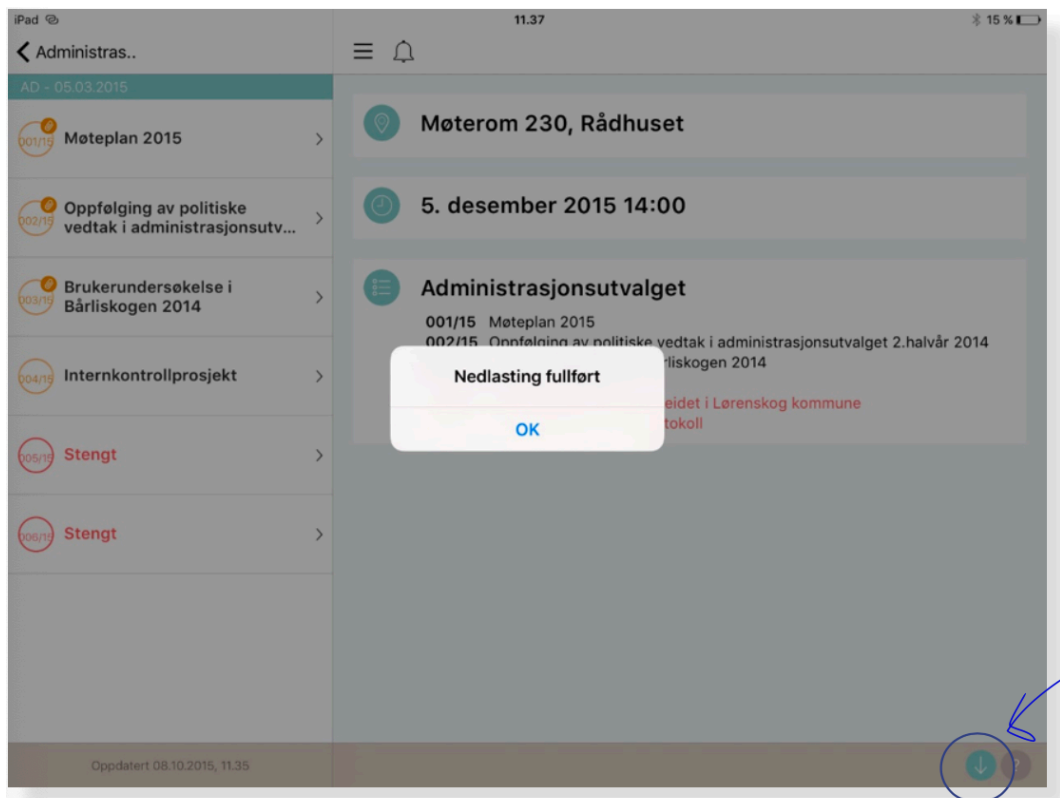 iPad
11.37
15 %
Administras..
AD - 05.03.2015
001/15 Møteplan 2015
002/15 Oppfølging av politiske
vedtak i administrasjonsutv...
003/15 Brukerundersøkelse i
Bårliskogen 2014
004/15 Internkontrollprosjekt
005/15 Stengt
006/15 Stengt
Oppdatert 08.10.2015, 11.35
Møterom 230, Rådhuset
5. desember 2015 14:00
Administrasjonsutvalget
001/15 Møteplan 2015
002/15 Oppfølging av politiske vedtak i administrasjonsutvalget 2.halvår 2014
rliskogen 2014
eidet i Lørenskog kommune
tokoll
Nedlasting fullført
OK
?